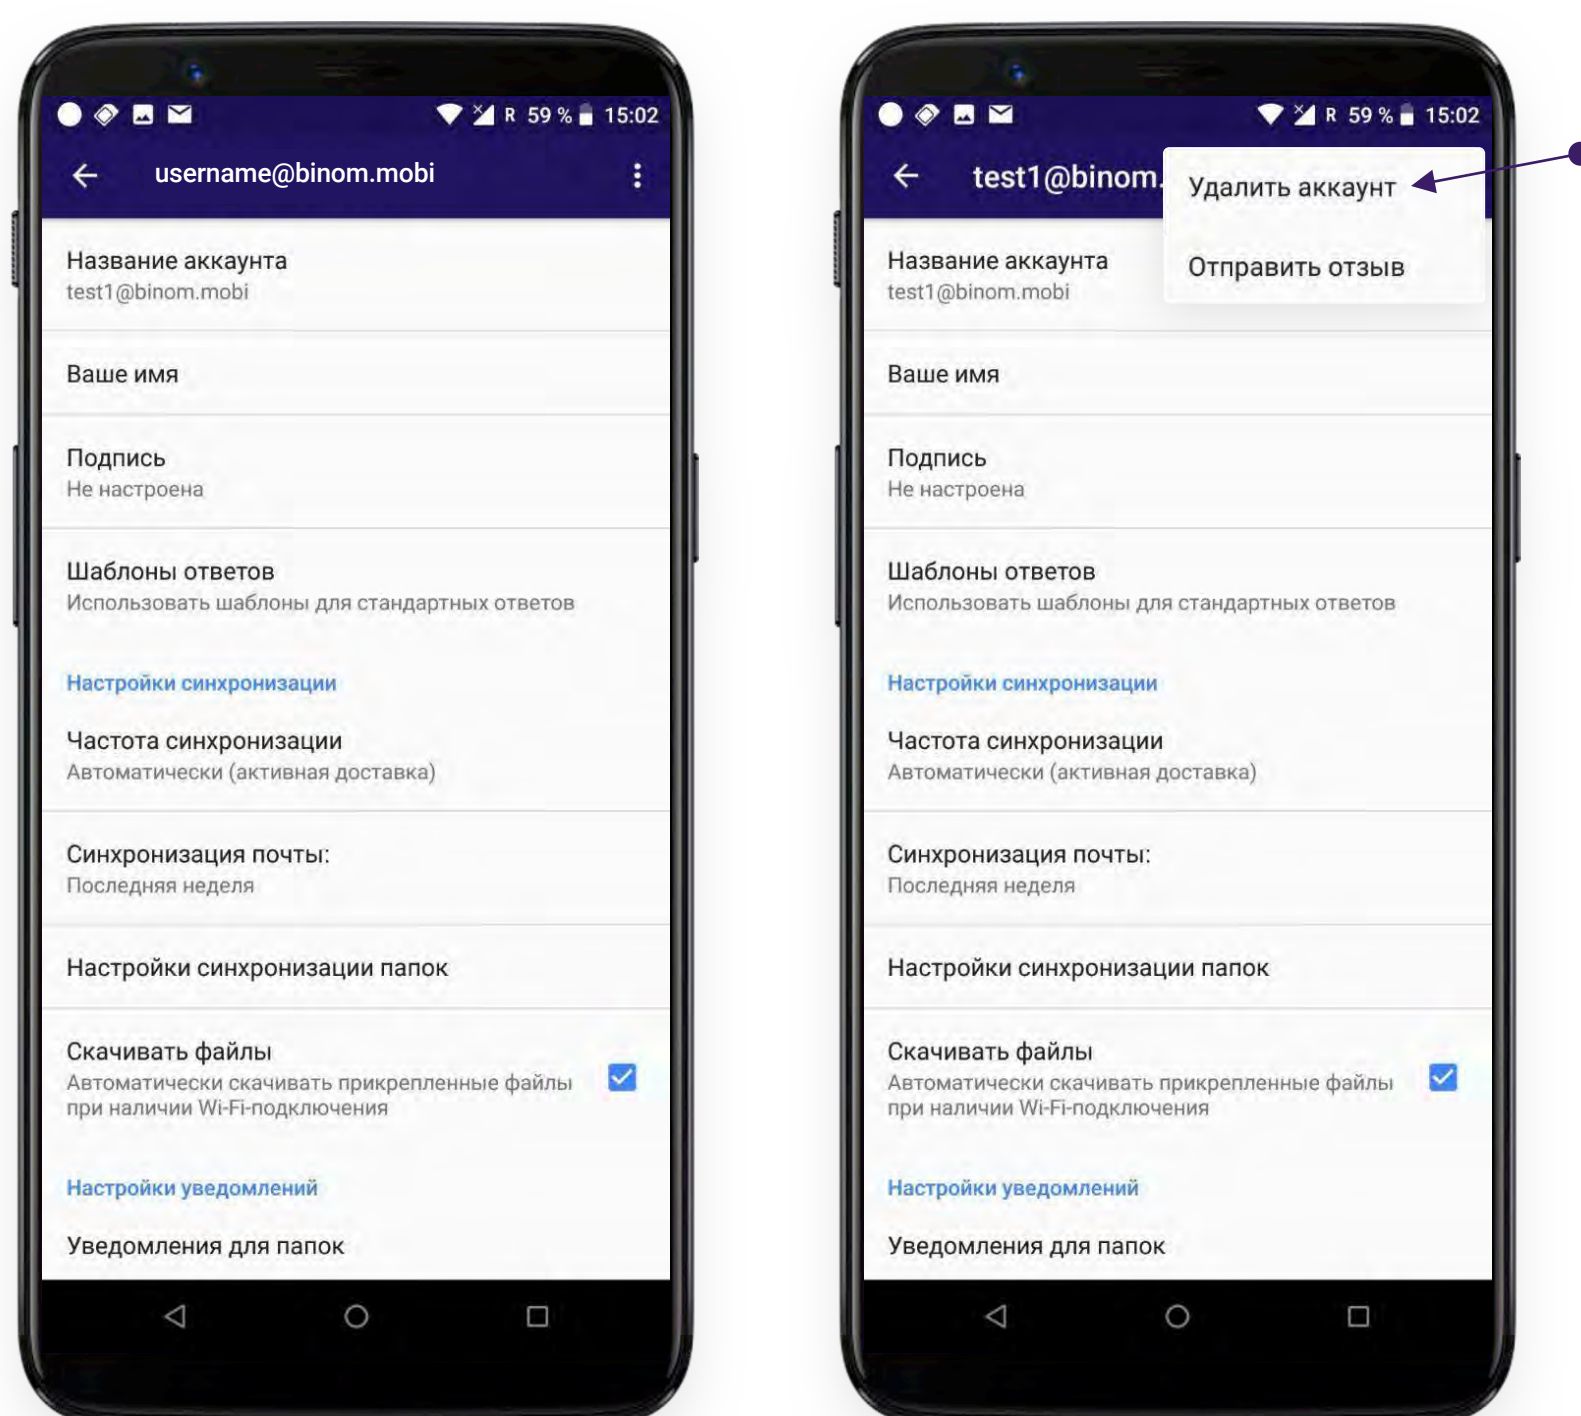 R 59 % 15:02
username@binom.mobi
Название аккаунта
test1@binom.mobi
Ваше имя
Подпись
Не настроена
Шаблоны ответов
Использовать шаблоны для стандартных ответов
Настройки синхронизации
Частота синхронизации
Автоматически (активная доставка)
Синхронизация почты:
Последняя неделя
Настройки синхронизации папок
Скачивать файлы
Автоматически скачивать прикрепленные файлы
при наличии Wi-Fi-подключения
Настройки уведомлений
Уведомления для папок
R 59 % 15:02
test1@binom.
Удалить аккаунт
Отправить отзыв
Название аккаунта
test1@binom.mobi
Ваше имя
Подпись
Не настроена
Шаблоны ответов
Использовать шаблоны для стандартных ответов
Настройки синхронизации
Частота синхронизации
Автоматически (активная доставка)
Синхронизация почты:
Последняя неделя
Настройки синхронизации папок
Скачивать файлы
Автоматически скачивать прикрепленные файлы
при наличии Wi-Fi-подключения
Настройки уведомлений
Уведомления для папок